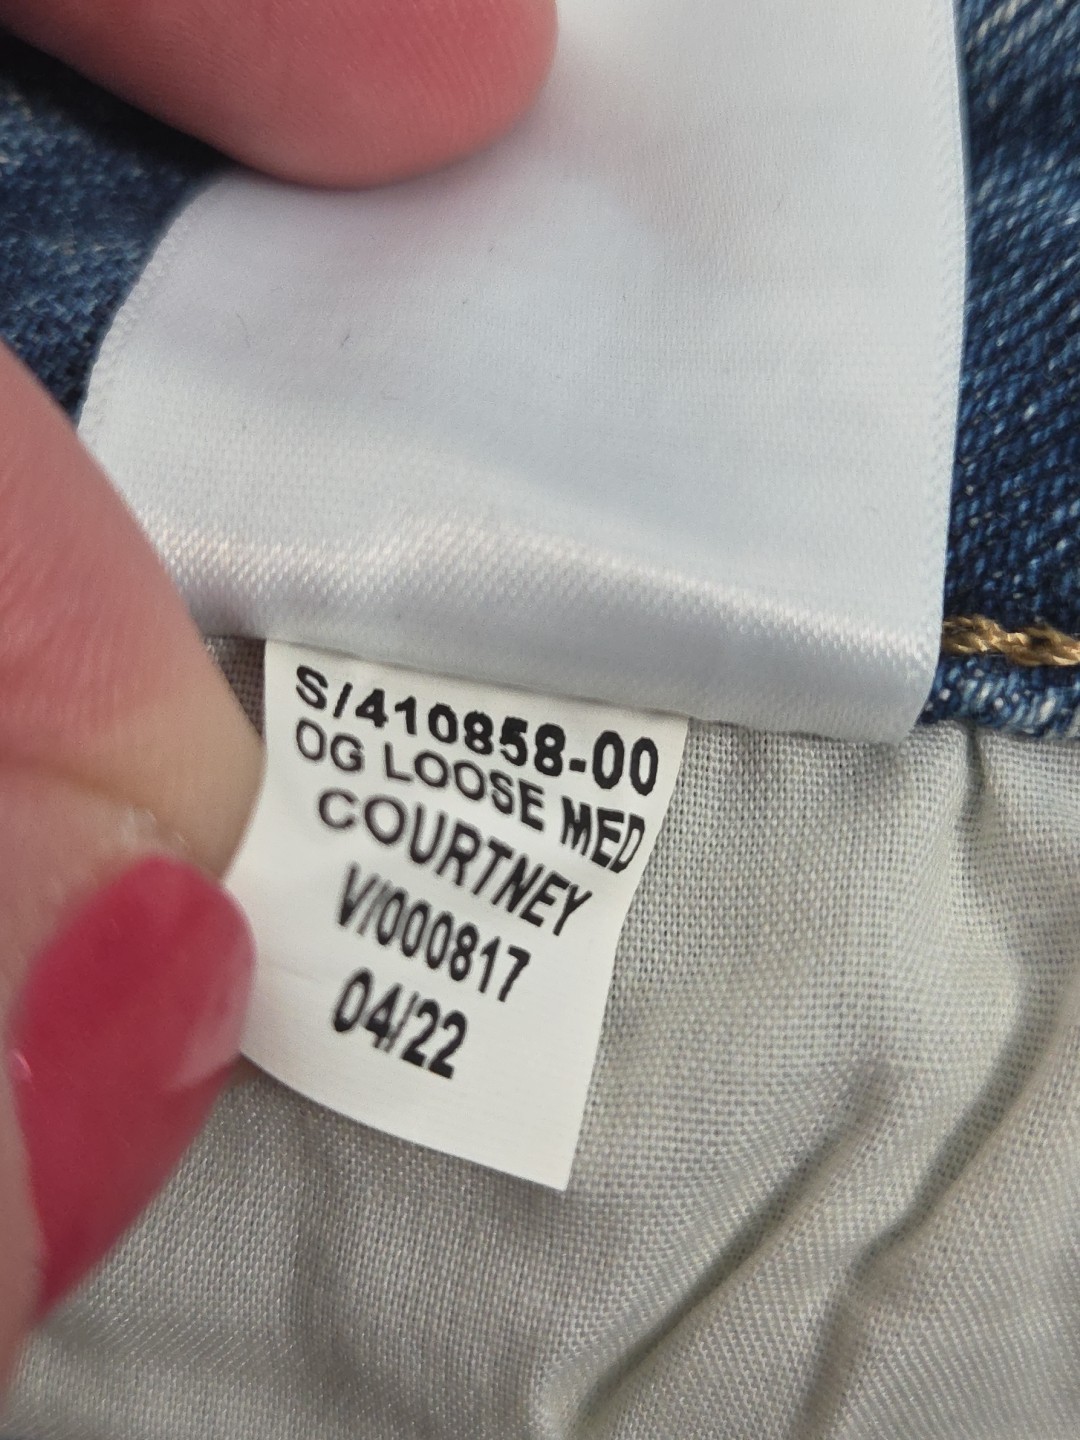 S/410858-00
OG LOOSE MED
COURTNEY
V/000817
04/22